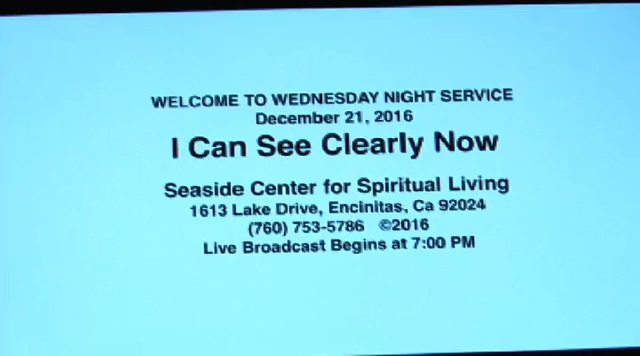 WELCOME TO WEDNESDAY NIGHT SERVICE
December 21, 2016
I Can See Clearly Now
Seaside Center for Spiritual Living
1613 Lake Drive, Encinitas, Ca 92024
(760) 753-5786 ©2016
Live Broadcast Begins at 7:00 PM